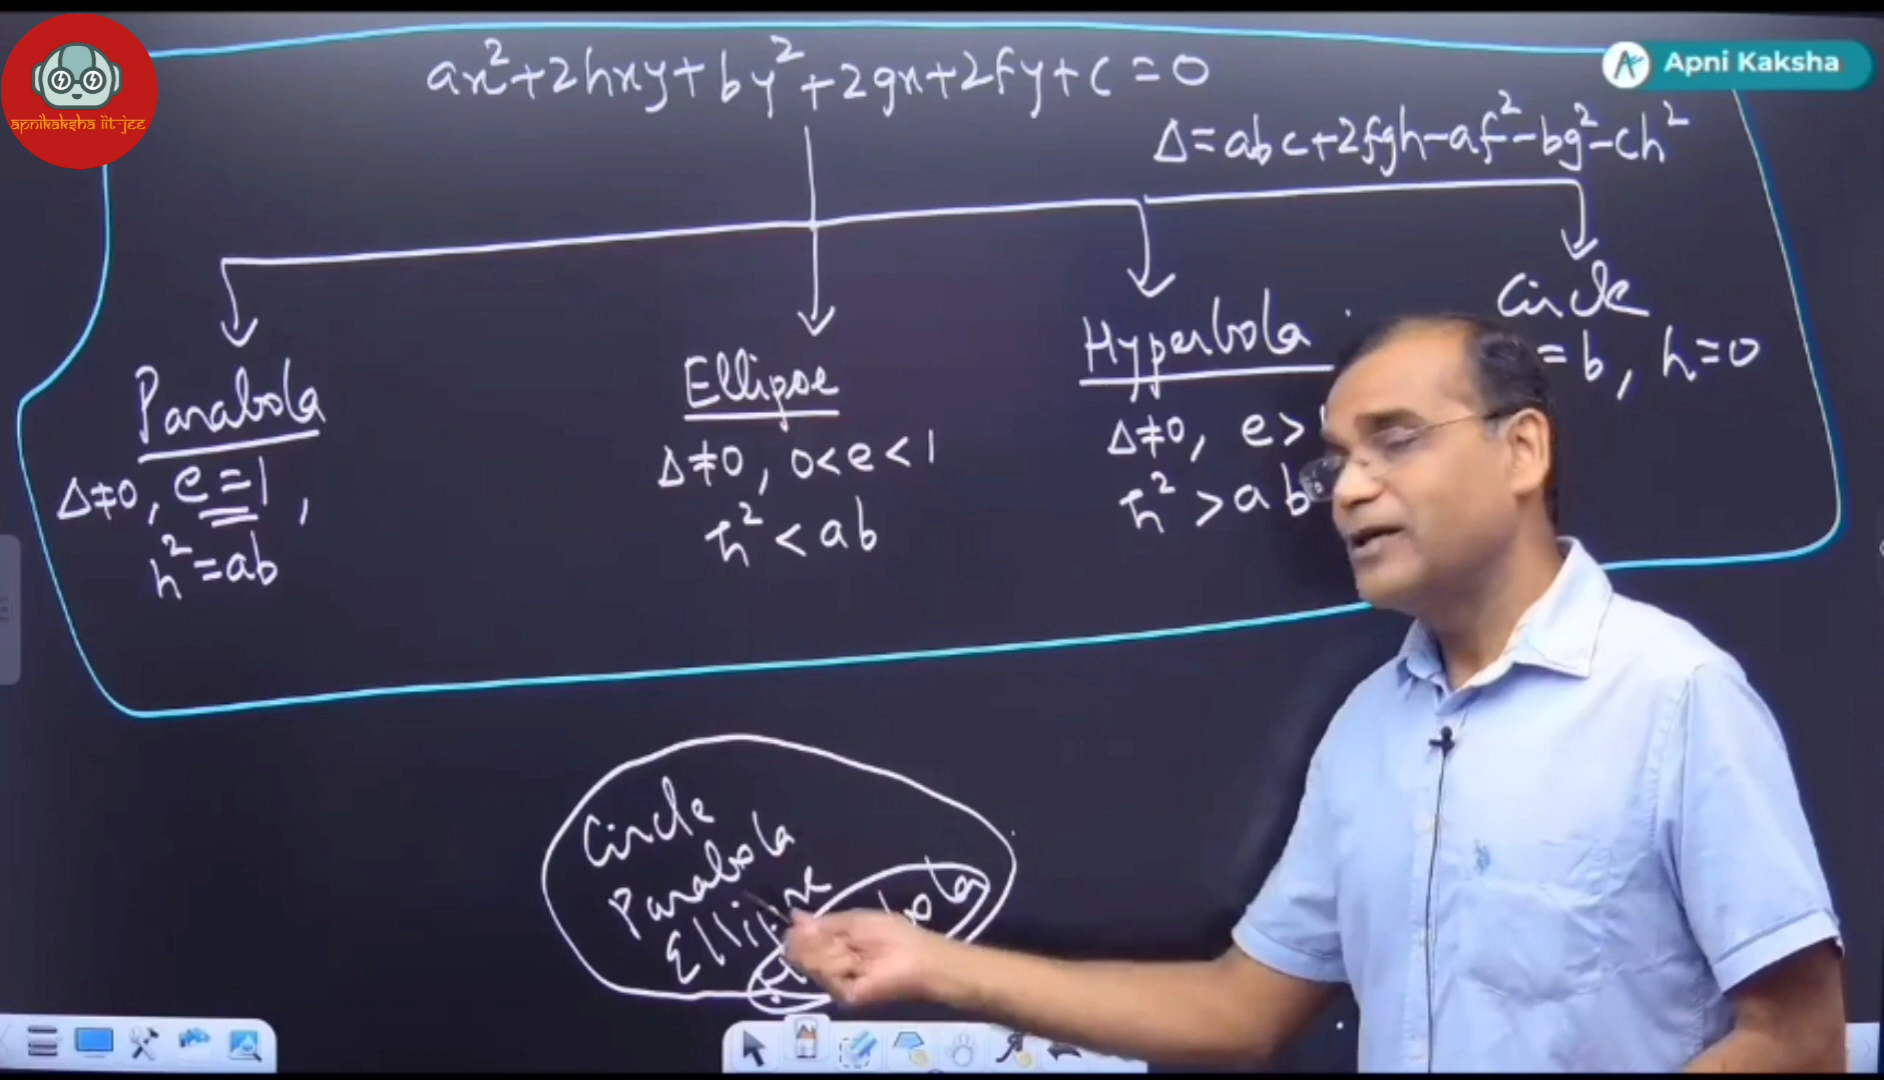 ax²+2hxy+by²+2gx+2fy+c=0
Apni Kaksha
apnikaksha iit-jee
Δ=abc+2fgh-af²-bg²-ch²
Parabola
Δ≠0, e=1,
h²=ab
Ellipse
Δ≠0, 0<e<1
h²<ab
Hyperbola
Δ≠0, e>
h²>ab
Circle
=b, h=0
Circle
Parabola
Ellipse